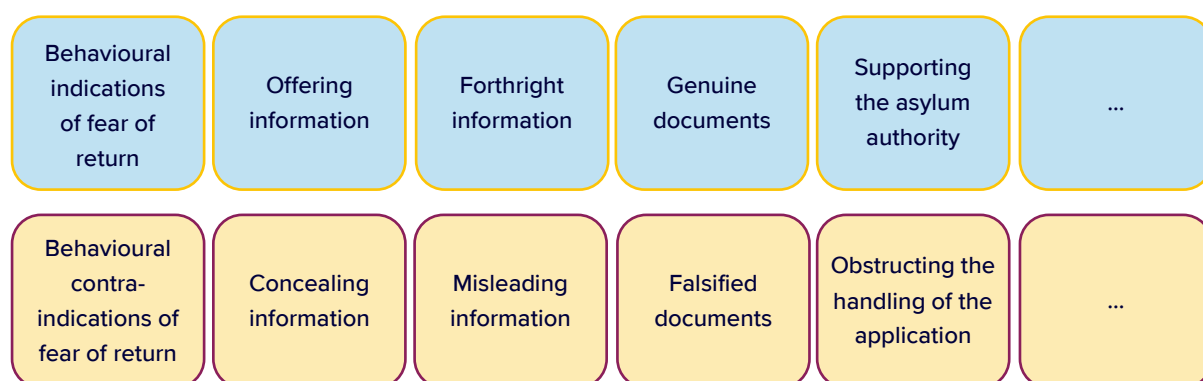 Behavioural
indications
of fear of
return
Offering
information
Forthright
information
Genuine
documents
Supporting
the asylum
authority
...
Behavioural
contra-
indications of
fear of return
Concealing
information
Misleading
information
Falsified
documents
Obstructing the
handling of the
application
...